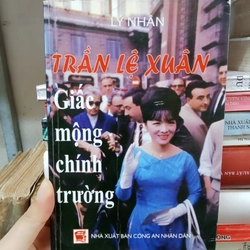 LÝ NHÂN
TRẦN LỆ XUÂN
Giấc
mộng
chính
trường
NHÀ XUẤT BẢN CÔNG AN NHÂN DÂN